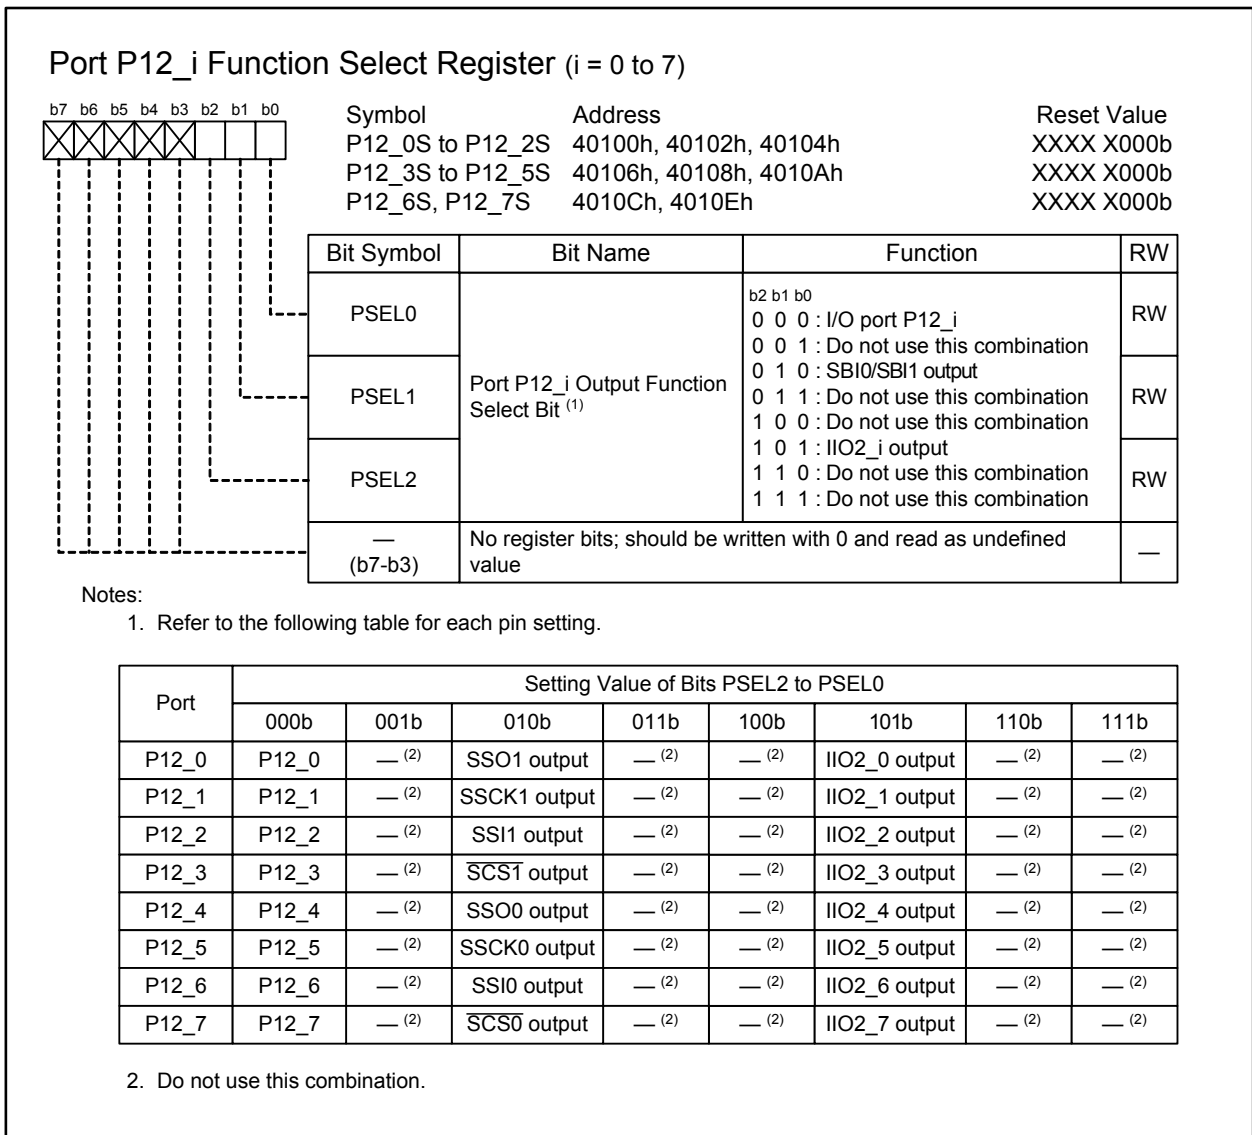 Port P12_i Function Select Register (i = 0 to 7)
b7 b6 b5 b4 b3 b2 b1 b0
Symbol Address Reset Value
P12_0S to P12_2S 40100h, 40102h, 40104h XXXX X000b
P12_3S to P12_5S 40106h, 40108h, 4010Ah XXXX X000b
P12_6S, P12_7S 4010Ch, 4010Eh XXXX X000b
Bit Symbol Bit Name Function RW
PSEL0 RW
PSEL1 RW
PSEL2 RW
Port P12_i Output Function
Select Bit (1)
b2 b1 b0
0 0 0 : I/O port P12_i
0 0 1 : Do not use this combination
0 1 0 : SBI0/SBI1 output
0 1 1 : Do not use this combination
1 0 0 : Do not use this combination
1 0 1 : IIO2_i output
1 1 0 : Do not use this combination
1 1 1 : Do not use this combination
—
(b7-b3)
No register bits; should be written with 0 and read as undefined
value
—
Notes:
1. Refer to the following table for each pin setting.
Port Setting Value of Bits PSEL2 to PSEL0
000b 001b 010b 011b 100b 101b 110b 111b
P12_0 P12_0 — (2) SSO1 output — (2) — (2) IIO2_0 output — (2) — (2)
P12_1 P12_1 — (2) SSCK1 output — (2) — (2) IIO2_1 output — (2) — (2)
P12_2 P12_2 — (2) SSI1 output — (2) — (2) IIO2_2 output — (2) — (2)
P12_3 P12_3 — (2) S̅C̅S̅1̅ output — (2) — (2) IIO2_3 output — (2) — (2)
P12_4 P12_4 — (2) SSO0 output — (2) — (2) IIO2_4 output — (2) — (2)
P12_5 P12_5 — (2) SSCK0 output — (2) — (2) IIO2_5 output — (2) — (2)
P12_6 P12_6 — (2) SSI0 output — (2) — (2) IIO2_6 output — (2) — (2)
P12_7 P12_7 — (2) S̅C̅S̅0̅ output — (2) — (2) IIO2_7 output — (2) — (2)
2. Do not use this combination.